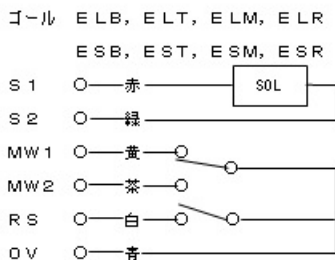 ゴール ELB, ELT, ELM, ELR
ESB, EST, ESM, ESR
S1 赤 SOL
S2 緑
MW1 黄
MW2 茶
RS 白
0V 青